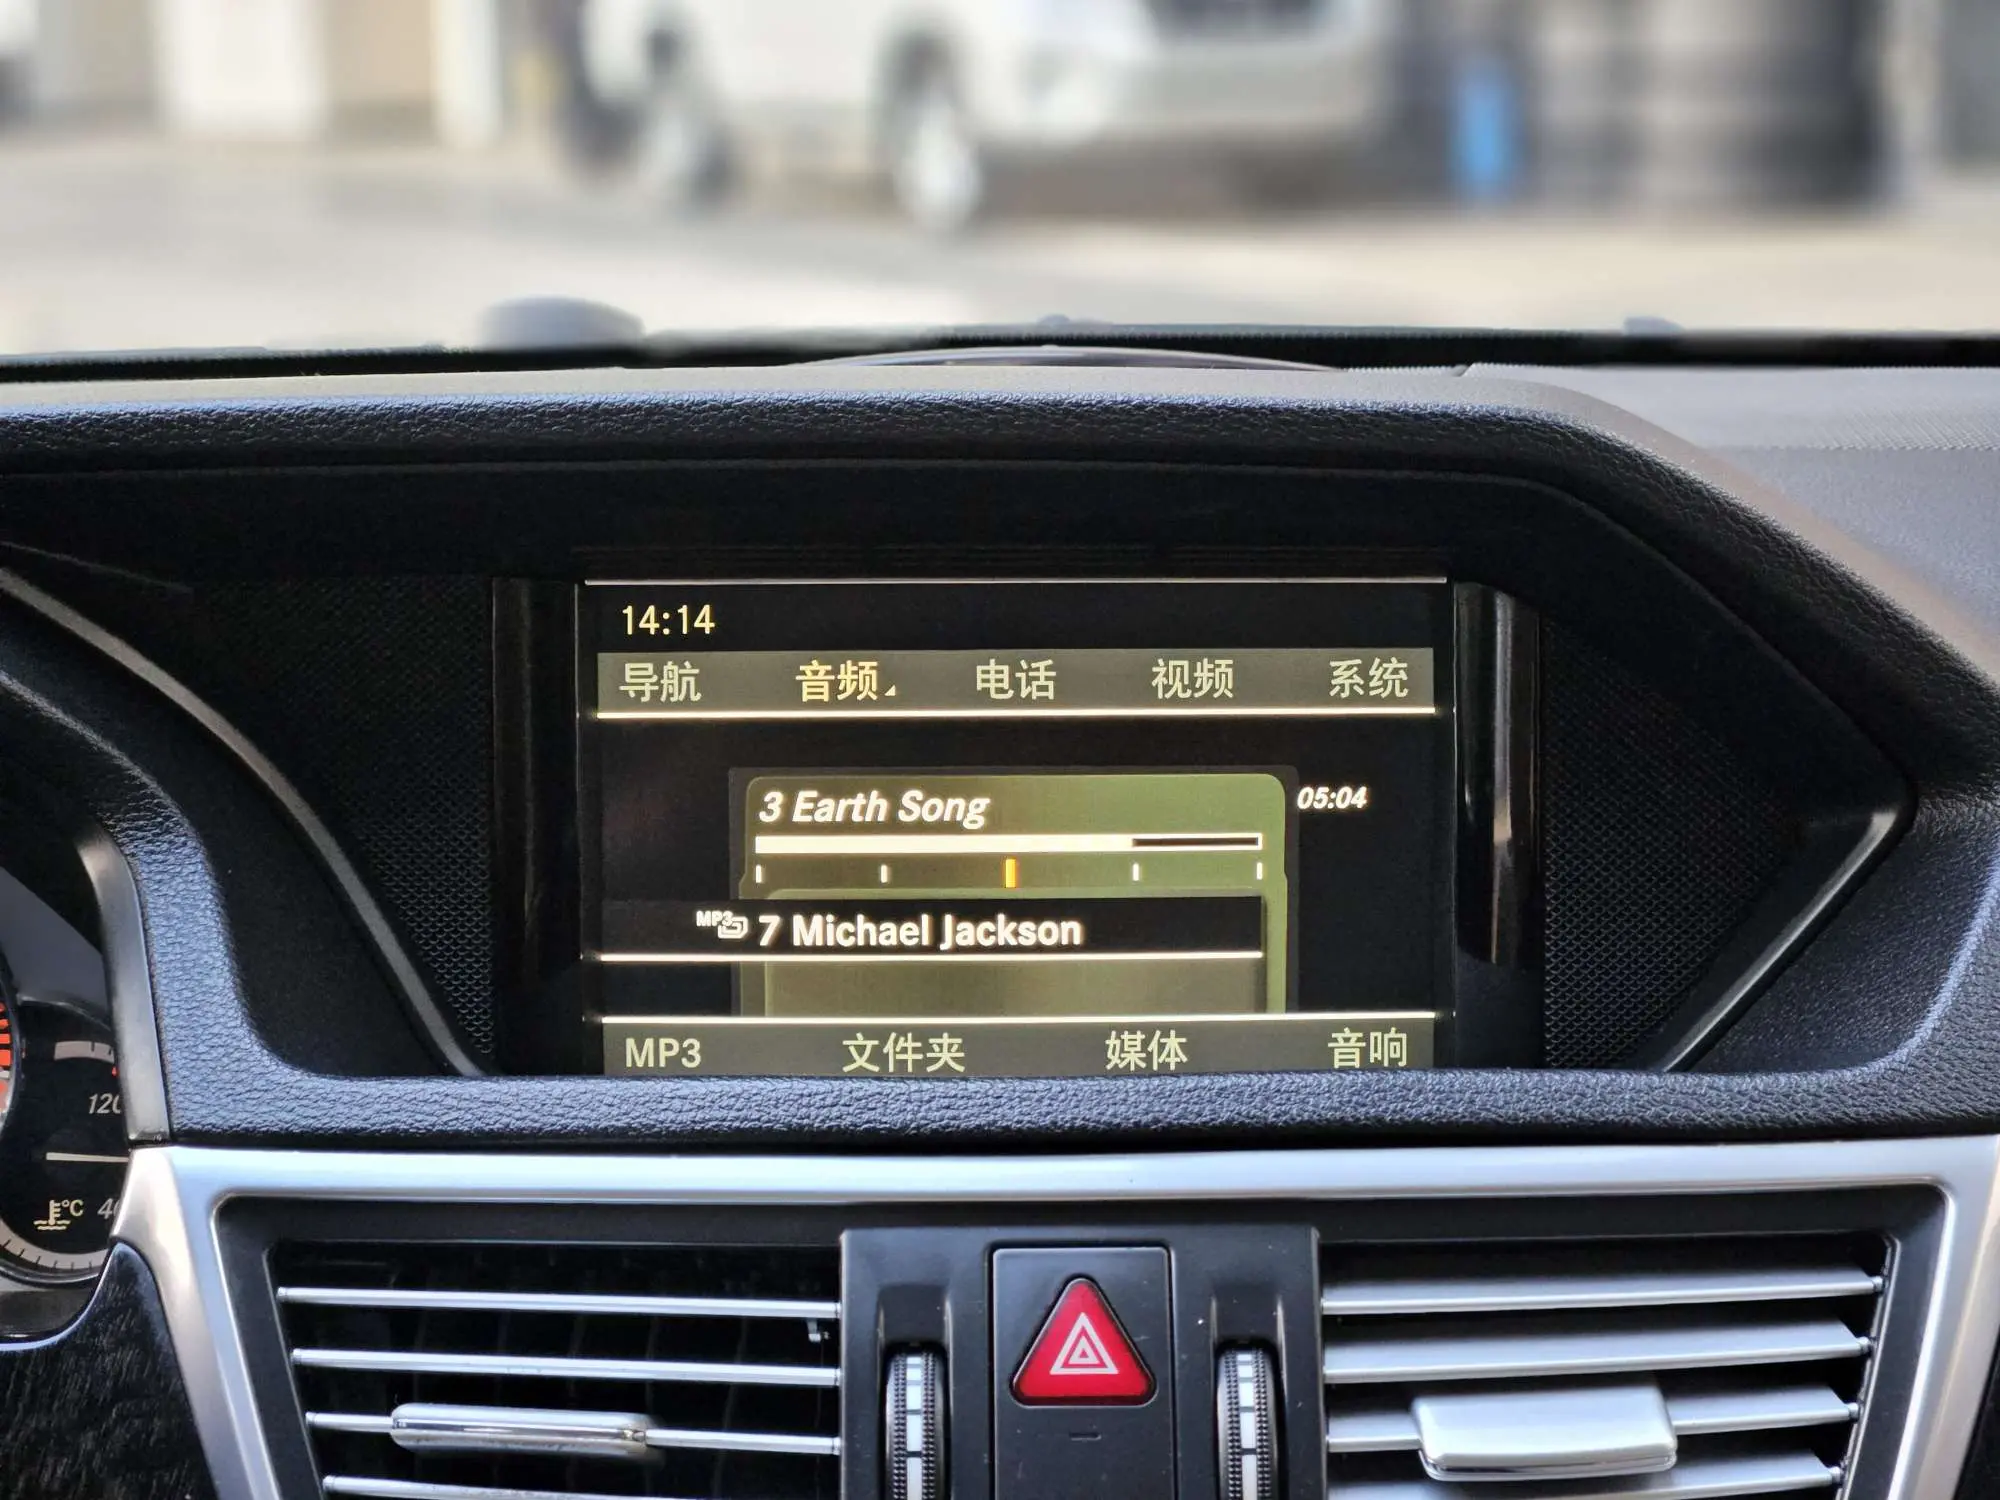 14:14
导航 音频 电话 视频 系统
3 Earth Song 05:04
MP3 7 Michael Jackson
MP3 文件夹 媒体 音响
°C